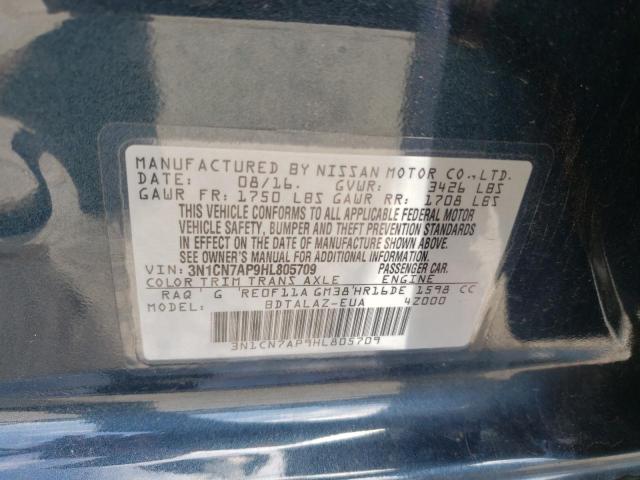 MANUFACTURED BY NISSAN MOTOR CO.,LTD.
DATE: 08/16. GVWR: 3426 LBS
GAWR FR: 1750 LBS GAWR RR: 1708 LBS
THIS VEHICLE CONFORMS TO ALL APPLICABLE FEDERAL MOTOR
VEHICLE SAFETY, BUMPER AND THEFT PREVENTION STANDARDS
IN EFFECT ON THE DATE OF MANUFACTURE SHOWN ABOVE.
SEE OWNER'S MANUAL FOR ADDITIONAL INFORMATION.
VIN: 3N1CN7AP9HL805709 PASSENGER CAR.
COLOR TRIM TRANS AXLE ENGINE
RAQ' G 'RE0F11A GM38'HR16DE 1598 CC
BDTALAZ-EUA 4Z000
3N1CN7AP9HL805709